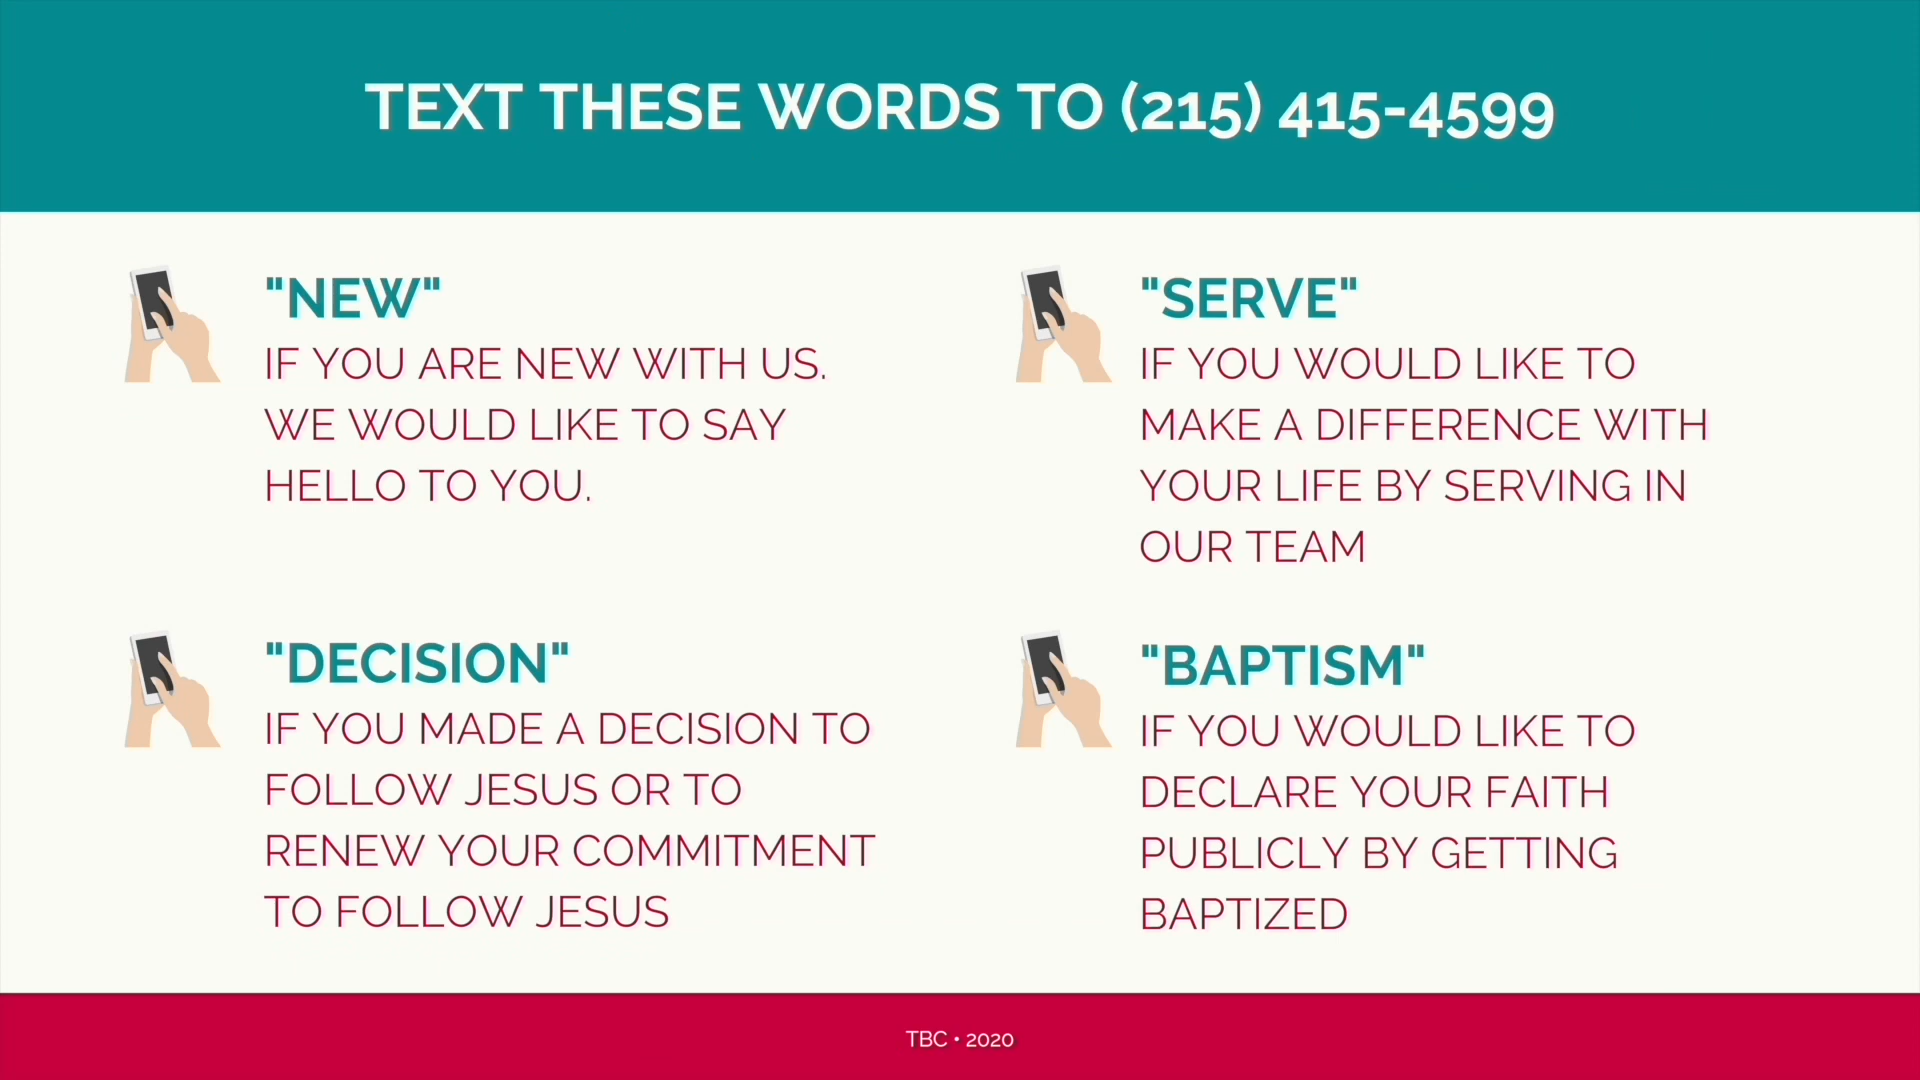 TEXT THESE WORDS TO (215) 415-4599
"NEW"
IF YOU ARE NEW WITH US.
WE WOULD LIKE TO SAY
HELLO TO YOU.
"SERVE"
IF YOU WOULD LIKE TO
MAKE A DIFFERENCE WITH
YOUR LIFE BY SERVING IN
OUR TEAM
"DECISION"
IF YOU MADE A DECISION TO
FOLLOW JESUS OR TO
RENEW YOUR COMMITMENT
TO FOLLOW JESUS
"BAPTISM"
IF YOU WOULD LIKE TO
DECLARE YOUR FAITH
PUBLICLY BY GETTING
BAPTIZED
TBC • 2020